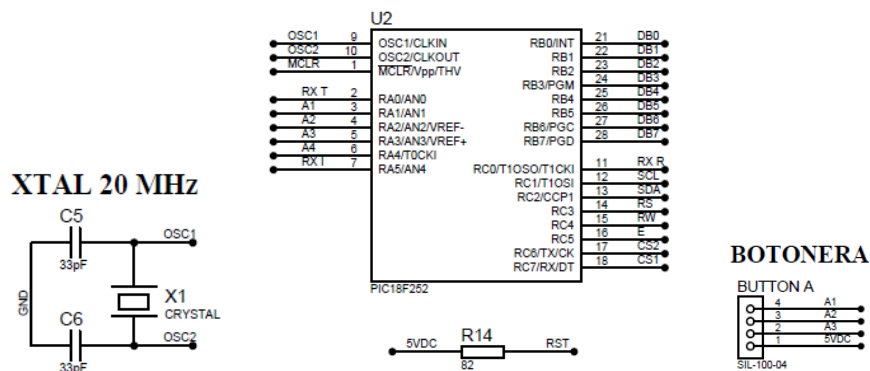 U2
OSC1 9 OSC1/CLKIN RB0/INT 21 DB0
OSC2 10 OSC2/CLKOUT RB1 22 DB1
MCLR 1 MCLR/Vpp/THV RB2 23 DB2
RB3/PGM 24 DB3
RX T 2 RA0/AN0 RB4 25 DB4
A1 3 RA1/AN1 RB5 26 DB5
A2 4 RA2/AN2/VREF- RB6/PGC 27 DB6
A3 5 RA3/AN3/VREF+ RB7/PGD 28 DB7
A4 6 RA4/T0CKI
RX I 7 RA5/AN4 RC0/T1OSO/T1CKI 11 RX R
RC1/T1OSI 12 SCL
RC2/CCP1 13 SDA
RC3 14 RS
RC4 15 RW
RC5 16 E
RC6/TX/CK 17 CS2
RC7/RX/DT 18 CS1
PIC18F252
XTAL 20 MHz
C5
OSC1
33pF
GND
X1
CRYSTAL
C6
OSC2
33pF
5VDC R14 RST
82
BOTONERA
BUTTON A
4 A1
3 A2
2 A3
1 5VDC
SIL-100-04